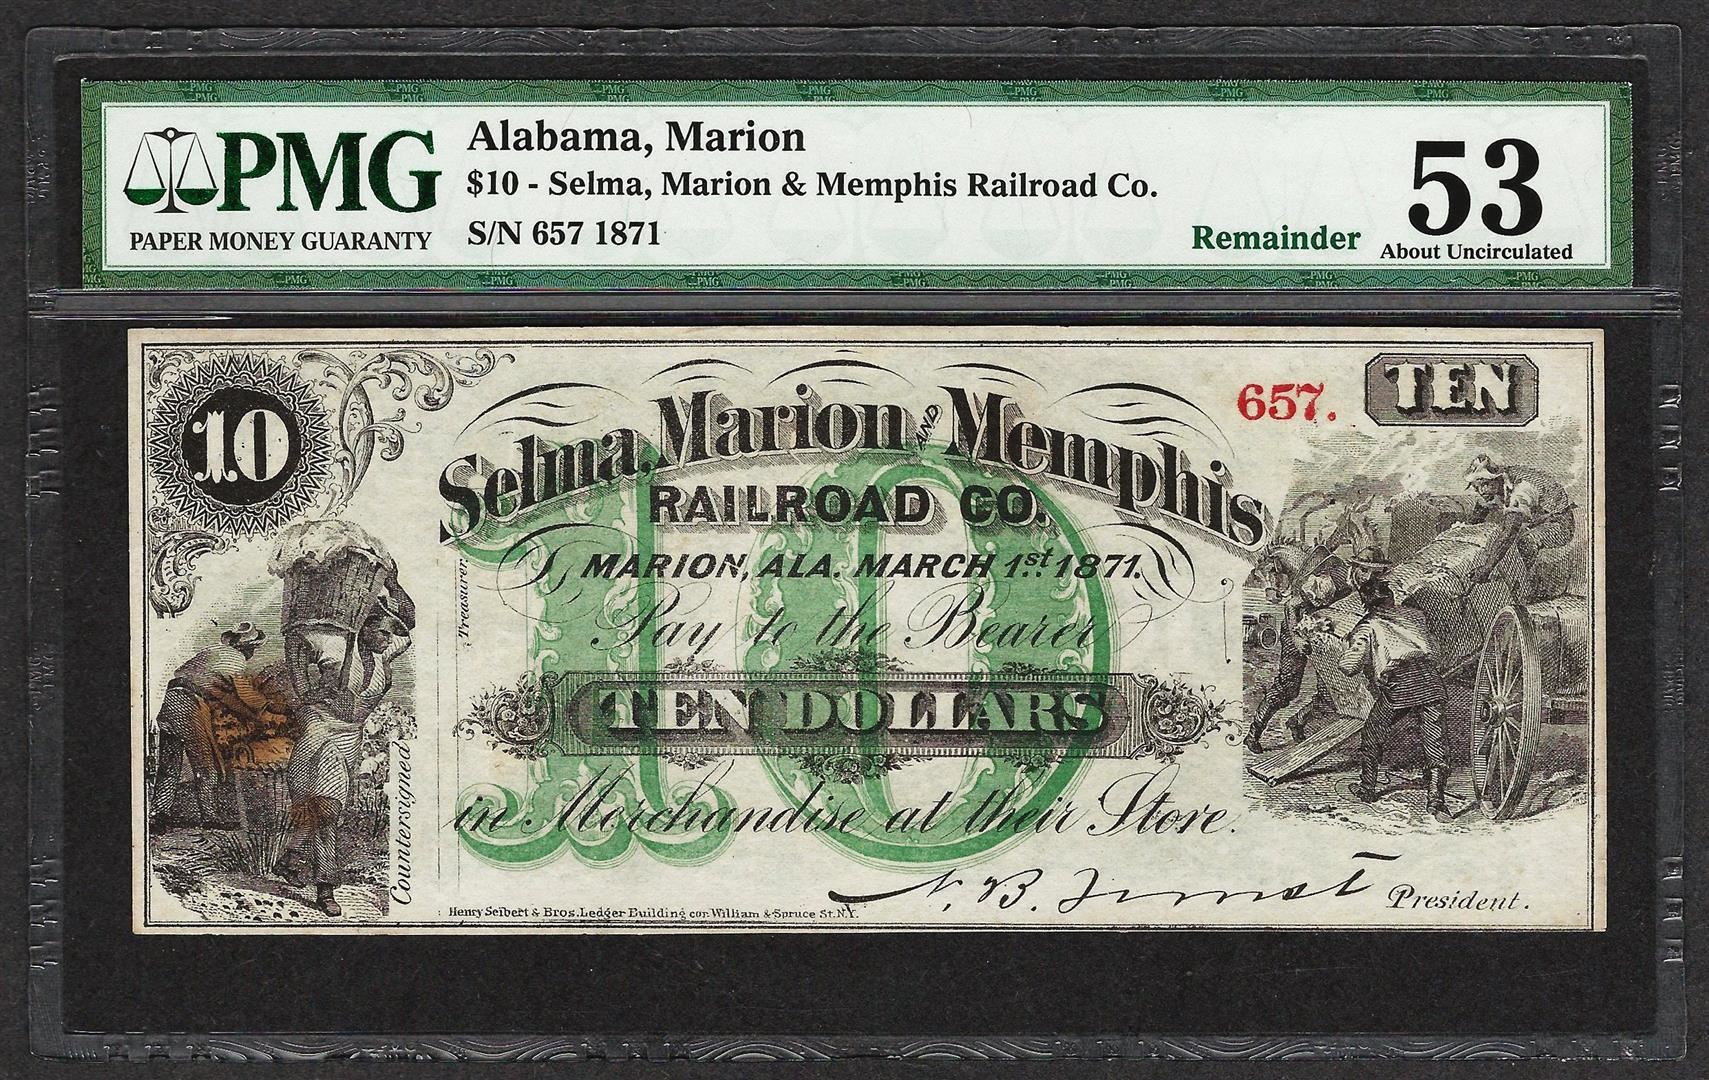 PMG
PAPER MONEY GUARANTY
Alabama, Marion
$10 - Selma, Marion & Memphis Railroad Co.
S/N 657 1871
Remainder
53
About Uncirculated
10
657.
TEN
Selma, Marion AND Memphis
RAILROAD CO.
MARION, ALA. MARCH 1st 1871.
Pay to the Bearer
TEN DOLLARS
in Merchandise at their Store.
Treasurer
Countersigned
N. B. Forrest President.
Henry Seibert & Bros. Ledger Building cor. William & Spruce St. N.Y.